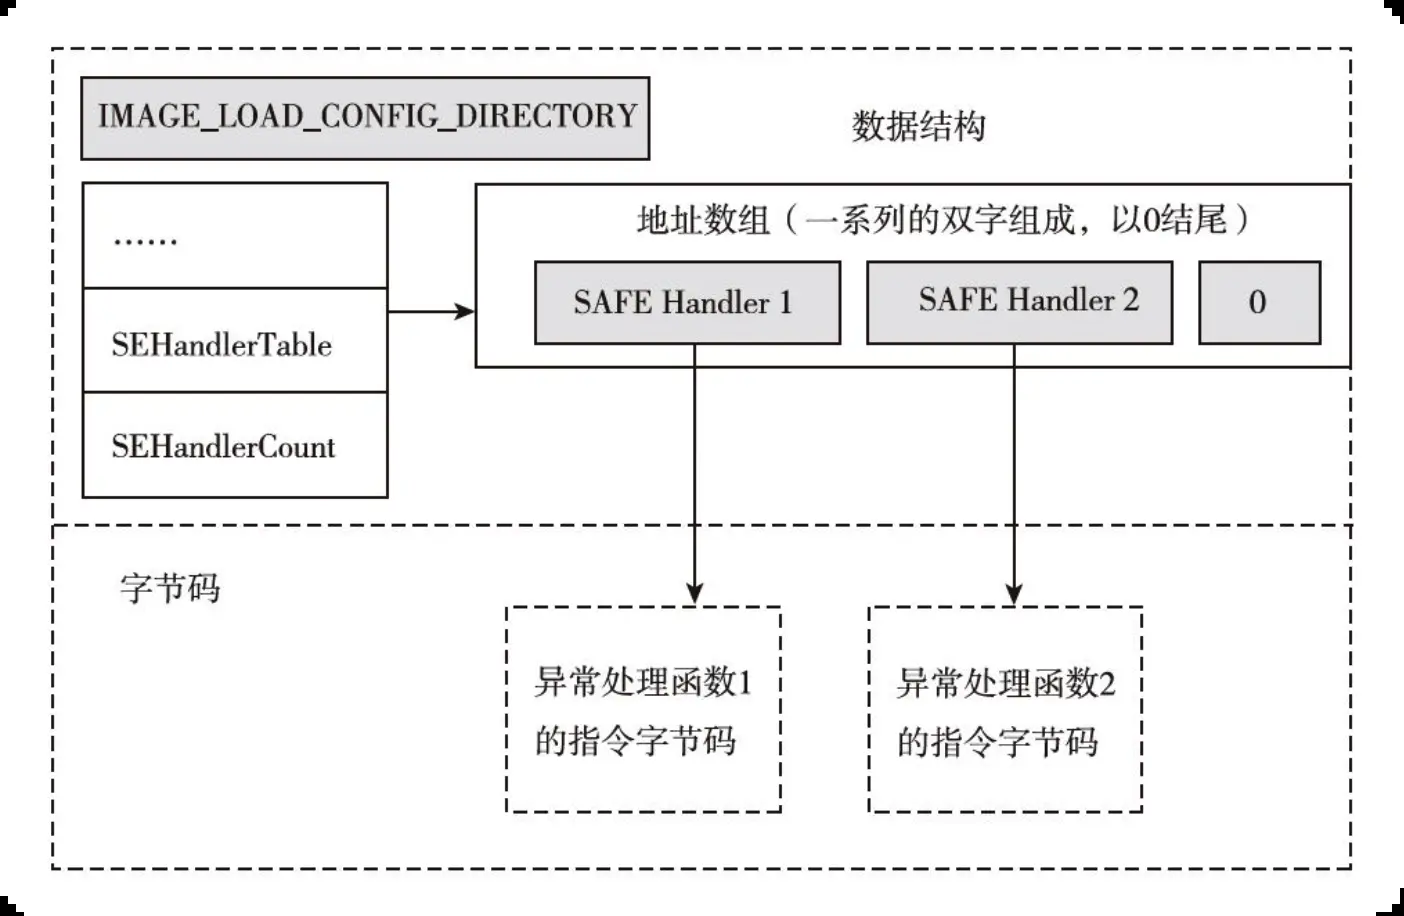 IMAGE_LOAD_CONFIG_DIRECTORY
数据结构
……
SEHandlerTable
SEHandlerCount
地址数组（一系列的双字组成，以0结尾）
SAFE Handler 1
SAFE Handler 2
0
字节码
异常处理函数1
的指令字节码
异常处理函数2
的指令字节码